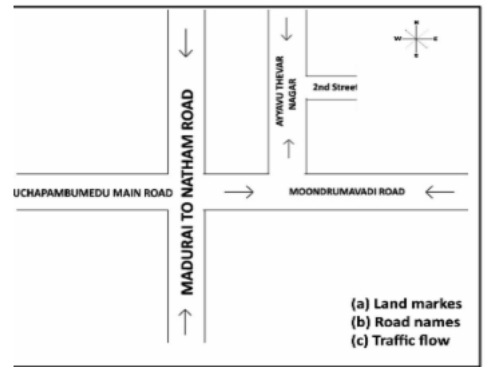 N
W E
S
AYYAVU THEVAR
NAGAR
2nd Street
MADURAI TO NATHAM ROAD
UCHAPAMBUMEDU MAIN ROAD
MOONDRUMAVADI ROAD
(a) Land markes
(b) Road names
(c) Traffic flow